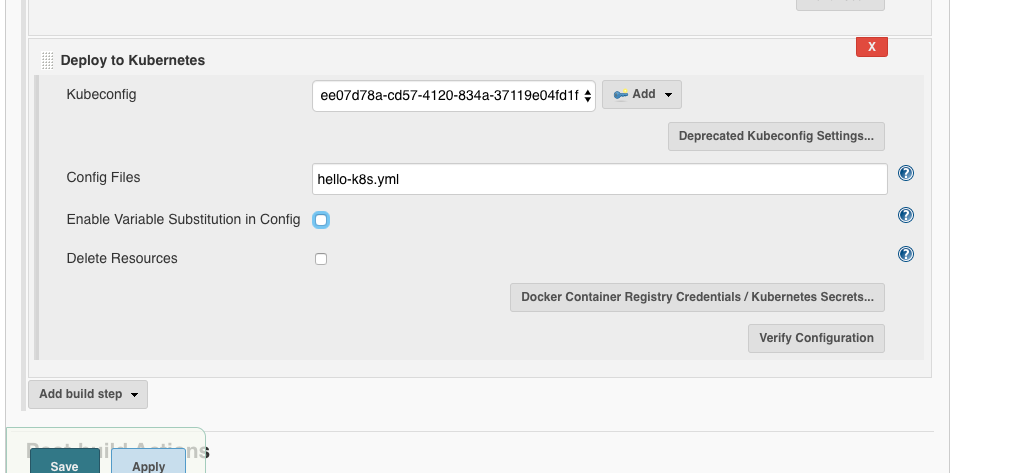 X
Deploy to Kubernetes
Kubeconfig
ee07d78a-cd57-4120-834a-37119e04fd1f
Add
Deprecated Kubeconfig Settings...
Config Files
hello-k8s.yml
Enable Variable Substitution in Config
Delete Resources
Docker Container Registry Credentials / Kubernetes Secrets...
Verify Configuration
Add build step
Post-build Actions
Save
Apply